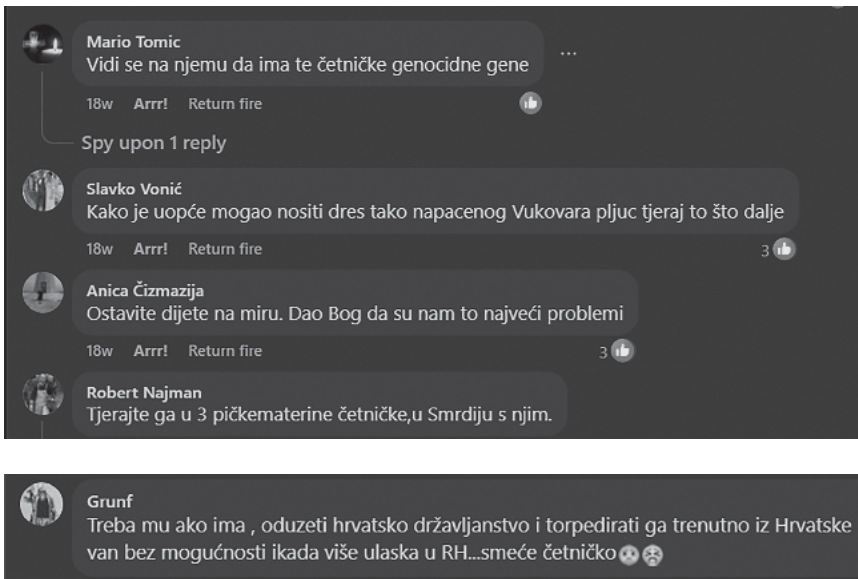 Mario Tomic
Vidi se na njemu da ima te četničke genocidne gene
...
18w Arrr! Return fire
Spy upon 1 reply
Slavko Vonić
Kako je uopće mogao nositi dres tako napacenog Vukovara pljuc tjeraj to što dalje
18w Arrr! Return fire
3
Anica Čizmazija
Ostavite dijete na miru. Dao Bog da su nam to najveći problemi
18w Arrr! Return fire
3
Robert Najman
Tjerajte ga u 3 pičkematerine četničke,u Smrdiju s njim.
Grunf
Treba mu ako ima , oduzeti hrvatsko državljanstvo i torpedirati ga trenutno iz Hrvatske
van bez mogućnosti ikada više ulaska u RH...smeće četničko